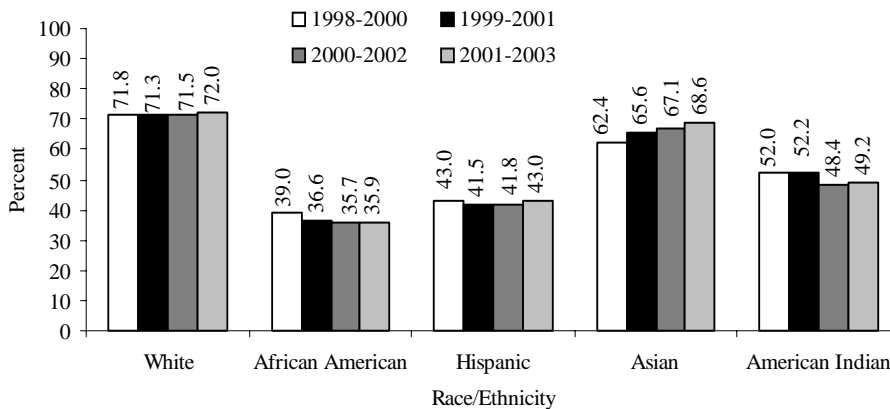 1998-2000 1999-2001
2000-2002 2001-2003
Percent
100
90
80
70
60
50
40
30
20
10
0
71.8 71.3 71.5 72.0
39.0 36.6 35.7 35.9
43.0 41.5 41.8 43.0
62.4 65.6 67.1 68.6
52.0 52.2 48.4 49.2
White African American Hispanic Asian American Indian
Race/Ethnicity